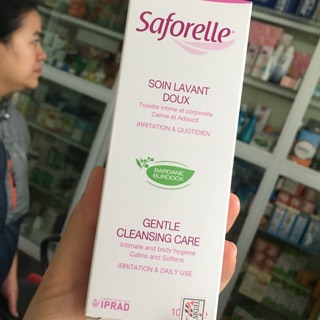 Saforelle®
SOIN LAVANT
DOUX
Toilette intime et corporelle
Calme et Adoucit
IRRITATION & QUOTIDIEN
BARDANE
BURDOCK
GENTLE
CLEANSING CARE
Intimate and body hygiene
Calms and Softens
IRRITATION & DAILY USE
IPRAD